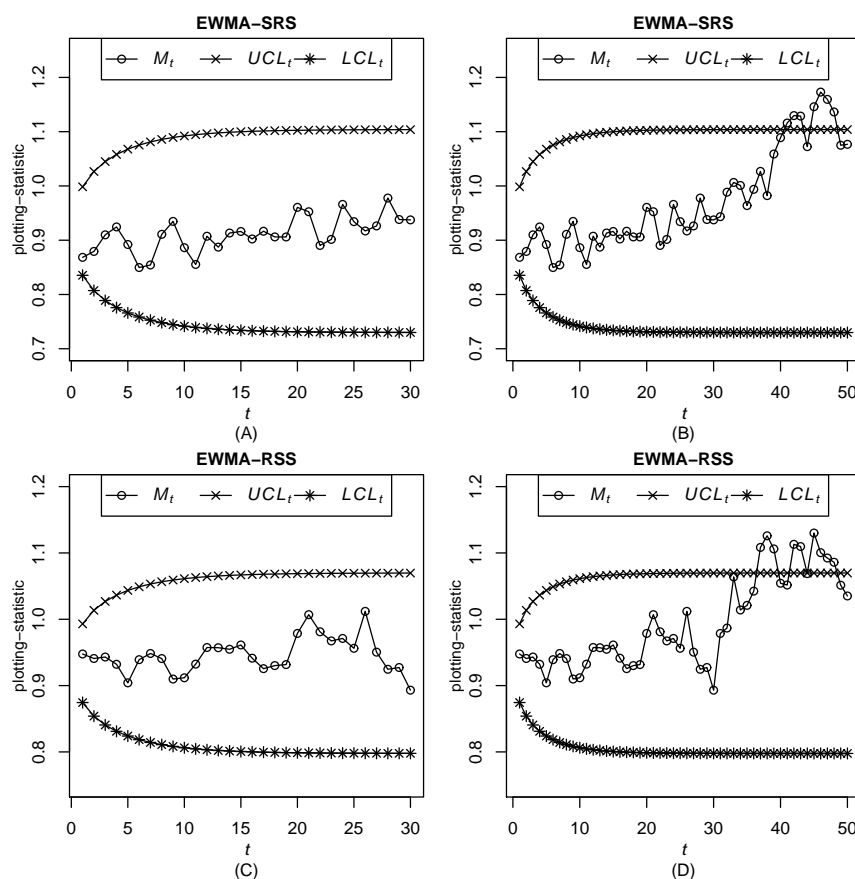 EWMA−SRS
M_t UCL_t LCL_t
plotting−statistic
1.2
1.1
1.0
0.9
0.8
0.7
0 5 10 15 20 25 30
t
(A)
EWMA−SRS
M_t UCL_t LCL_t
plotting−statistic
1.2
1.1
1.0
0.9
0.8
0.7
0 10 20 30 40 50
t
(B)
EWMA−RSS
M_t UCL_t LCL_t
plotting−statistic
1.2
1.1
1.0
0.9
0.8
0 5 10 15 20 25 30
t
(C)
EWMA−RSS
M_t UCL_t LCL_t
plotting−statistic
1.2
1.1
1.0
0.9
0.8
0 10 20 30 40 50
t
(D)